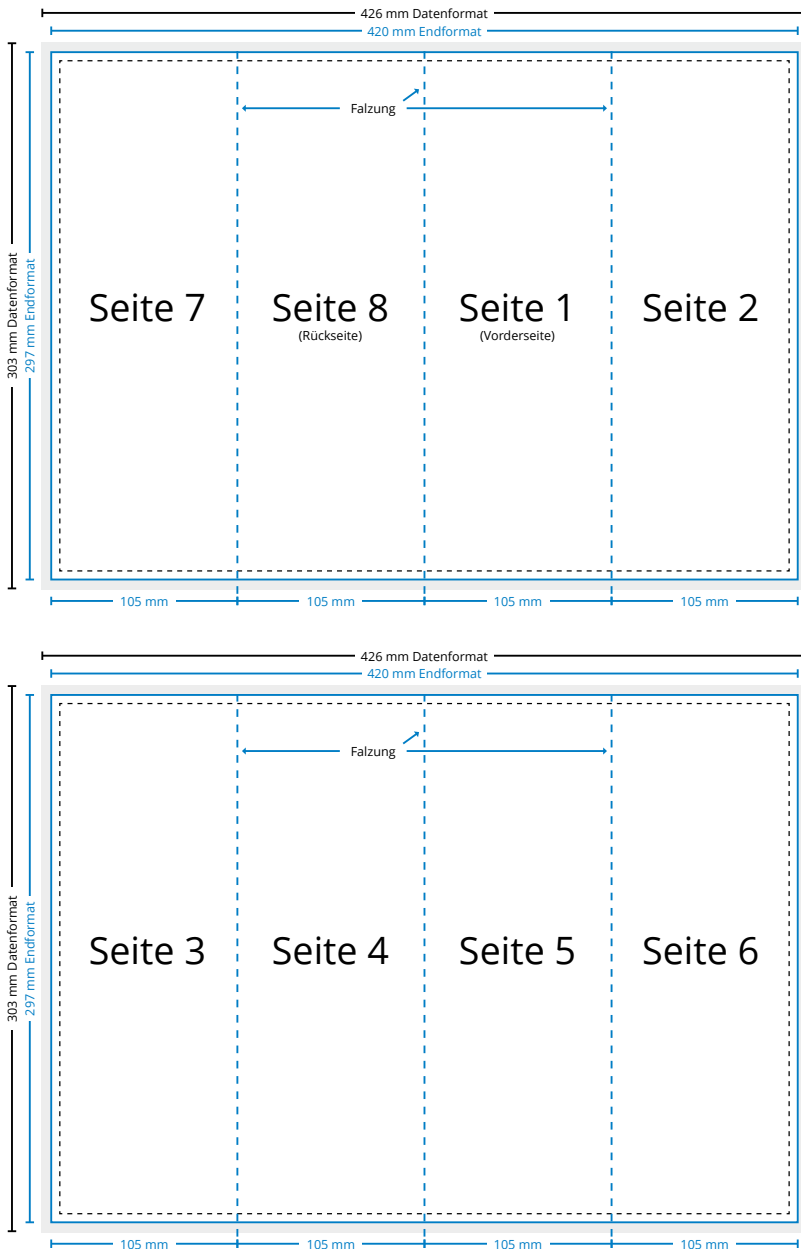 426 mm Datenformat
420 mm Endformat
Falzung
303 mm Datenformat
297 mm Endformat
Seite 7
Seite 8
(Rückseite)
Seite 1
(Vorderseite)
Seite 2
105 mm
105 mm
105 mm
105 mm
426 mm Datenformat
420 mm Endformat
Falzung
303 mm Datenformat
297 mm Endformat
Seite 3
Seite 4
Seite 5
Seite 6
105 mm
105 mm
105 mm
105 mm